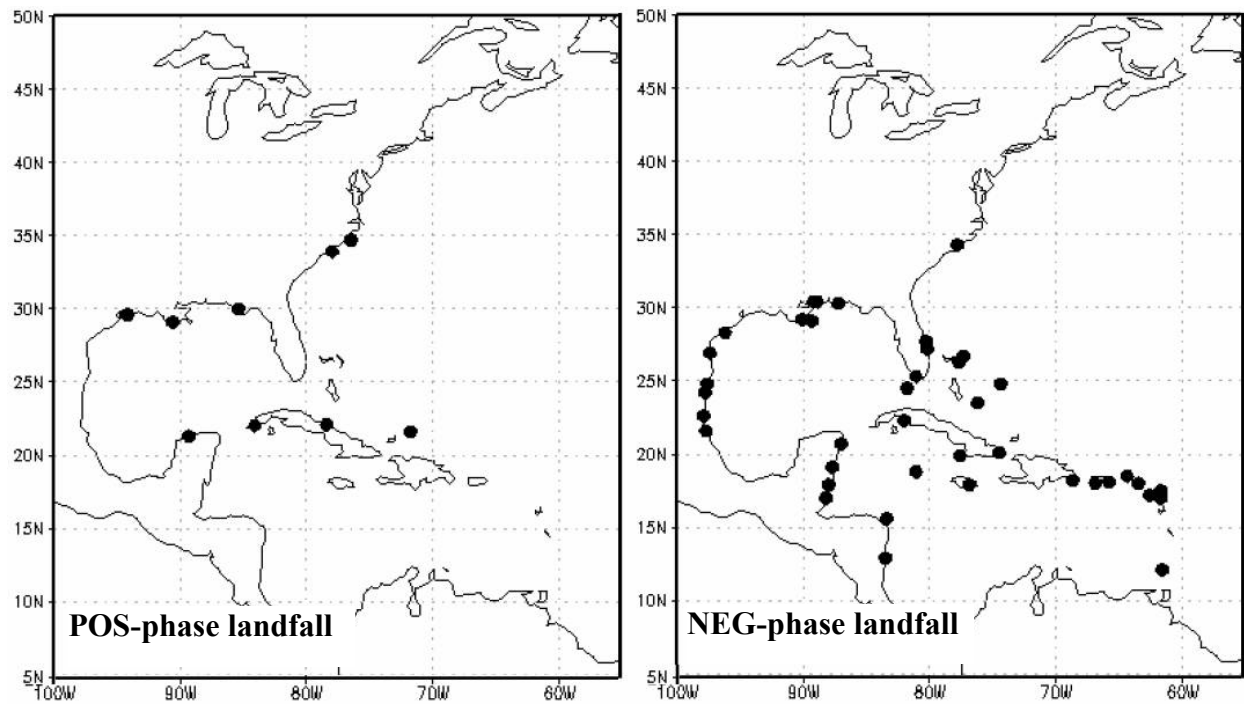 50N
45N
40N
35N
30N
25N
20N
15N
10N
5N
100W 90W 80W 70W 60W
POS-phase landfall
50N
45N
40N
35N
30N
25N
20N
15N
10N
5N
100W 90W 80W 70W 60W
NEG-phase landfall